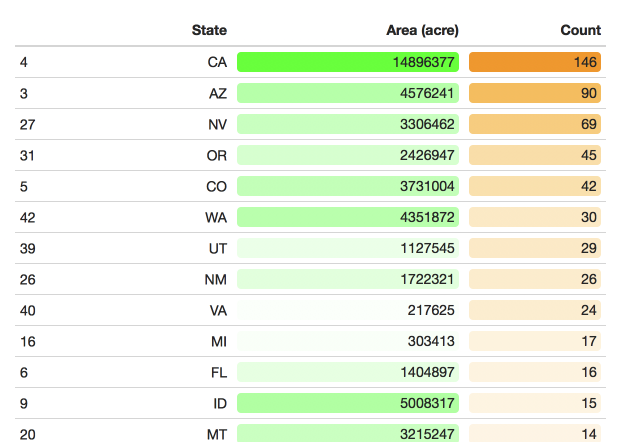 State Area (acre) Count
4 CA 14896377 146
3 AZ 4576241 90
27 NV 3306462 69
31 OR 2426947 45
5 CO 3731004 42
42 WA 4351872 30
39 UT 1127545 29
26 NM 1722321 26
40 VA 217625 24
16 MI 303413 17
6 FL 1404897 16
9 ID 5008317 15
20 MT 3215247 14